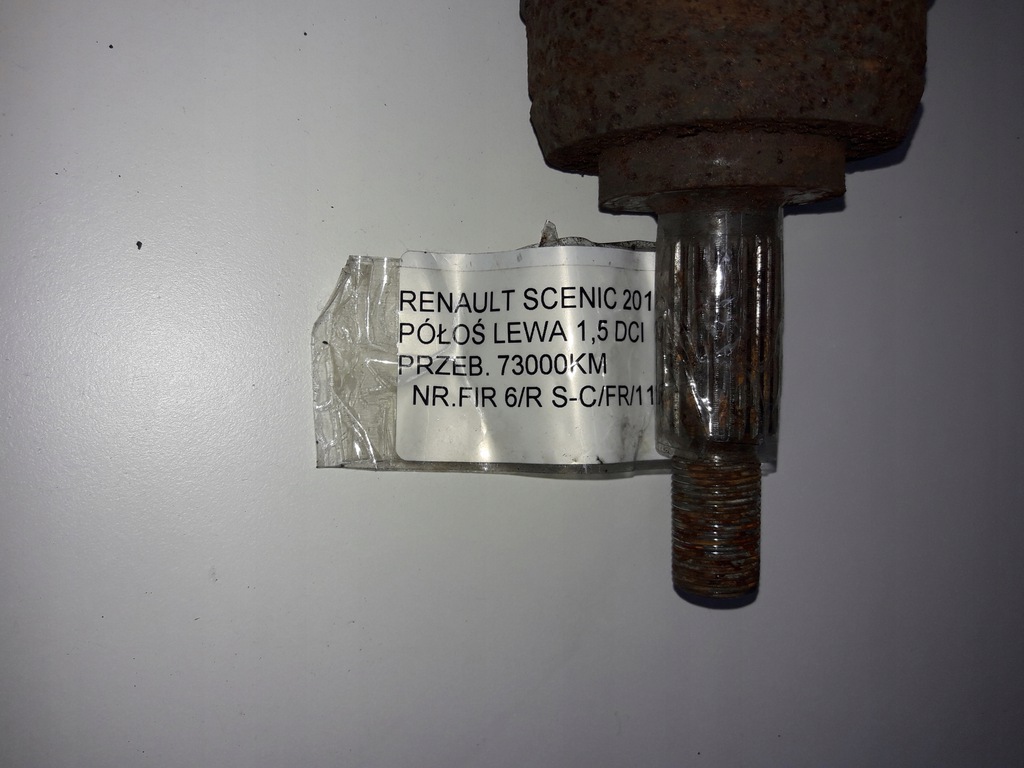 RENAULT SCENIC 201
PÓŁOŚ LEWA 1,5 DCI
PRZEB. 73000KM
NR.FIR 6/R S-C/FR/11